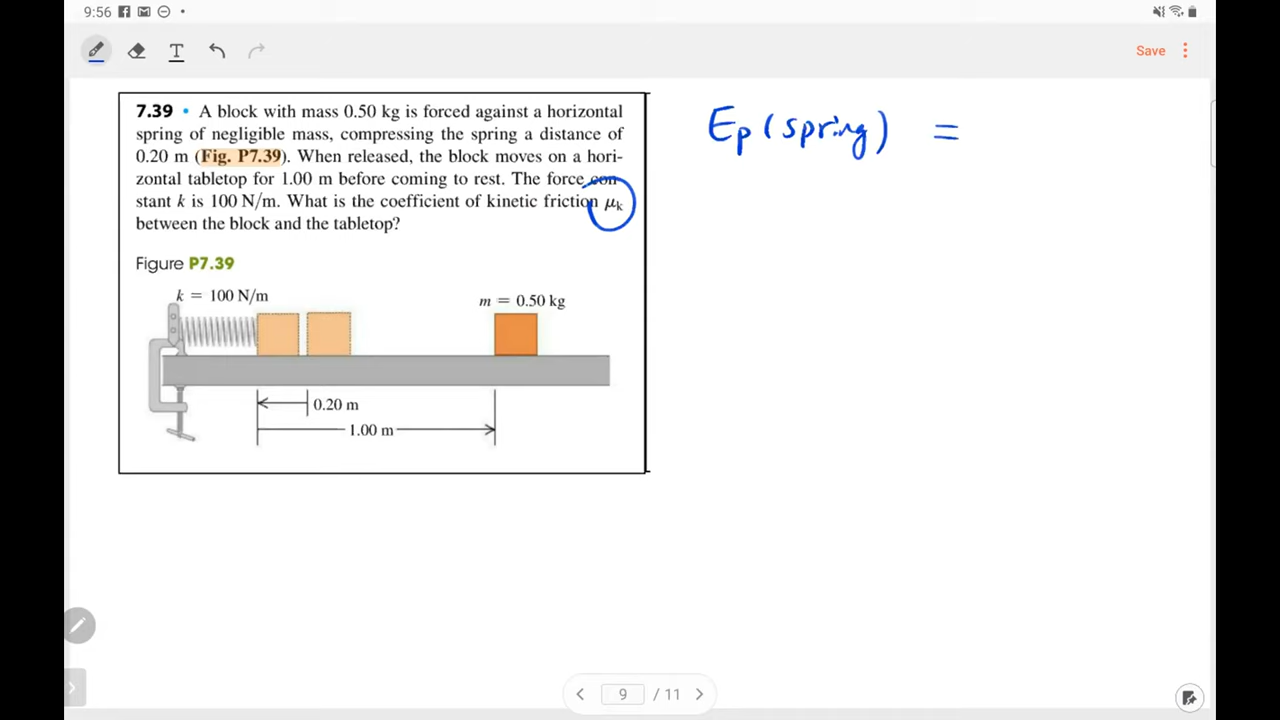 9:56
Save
7.39 • A block with mass 0.50 kg is forced against a horizontal
spring of negligible mass, compressing the spring a distance of
0.20 m (Fig. P7.39). When released, the block moves on a hori-
zontal tabletop for 1.00 m before coming to rest. The force con-
stant k is 100 N/m. What is the coefficient of kinetic friction μk
between the block and the tabletop?
Figure P7.39
k = 100 N/m
m = 0.50 kg
0.20 m
1.00 m
Ep (spring) =
9 / 11